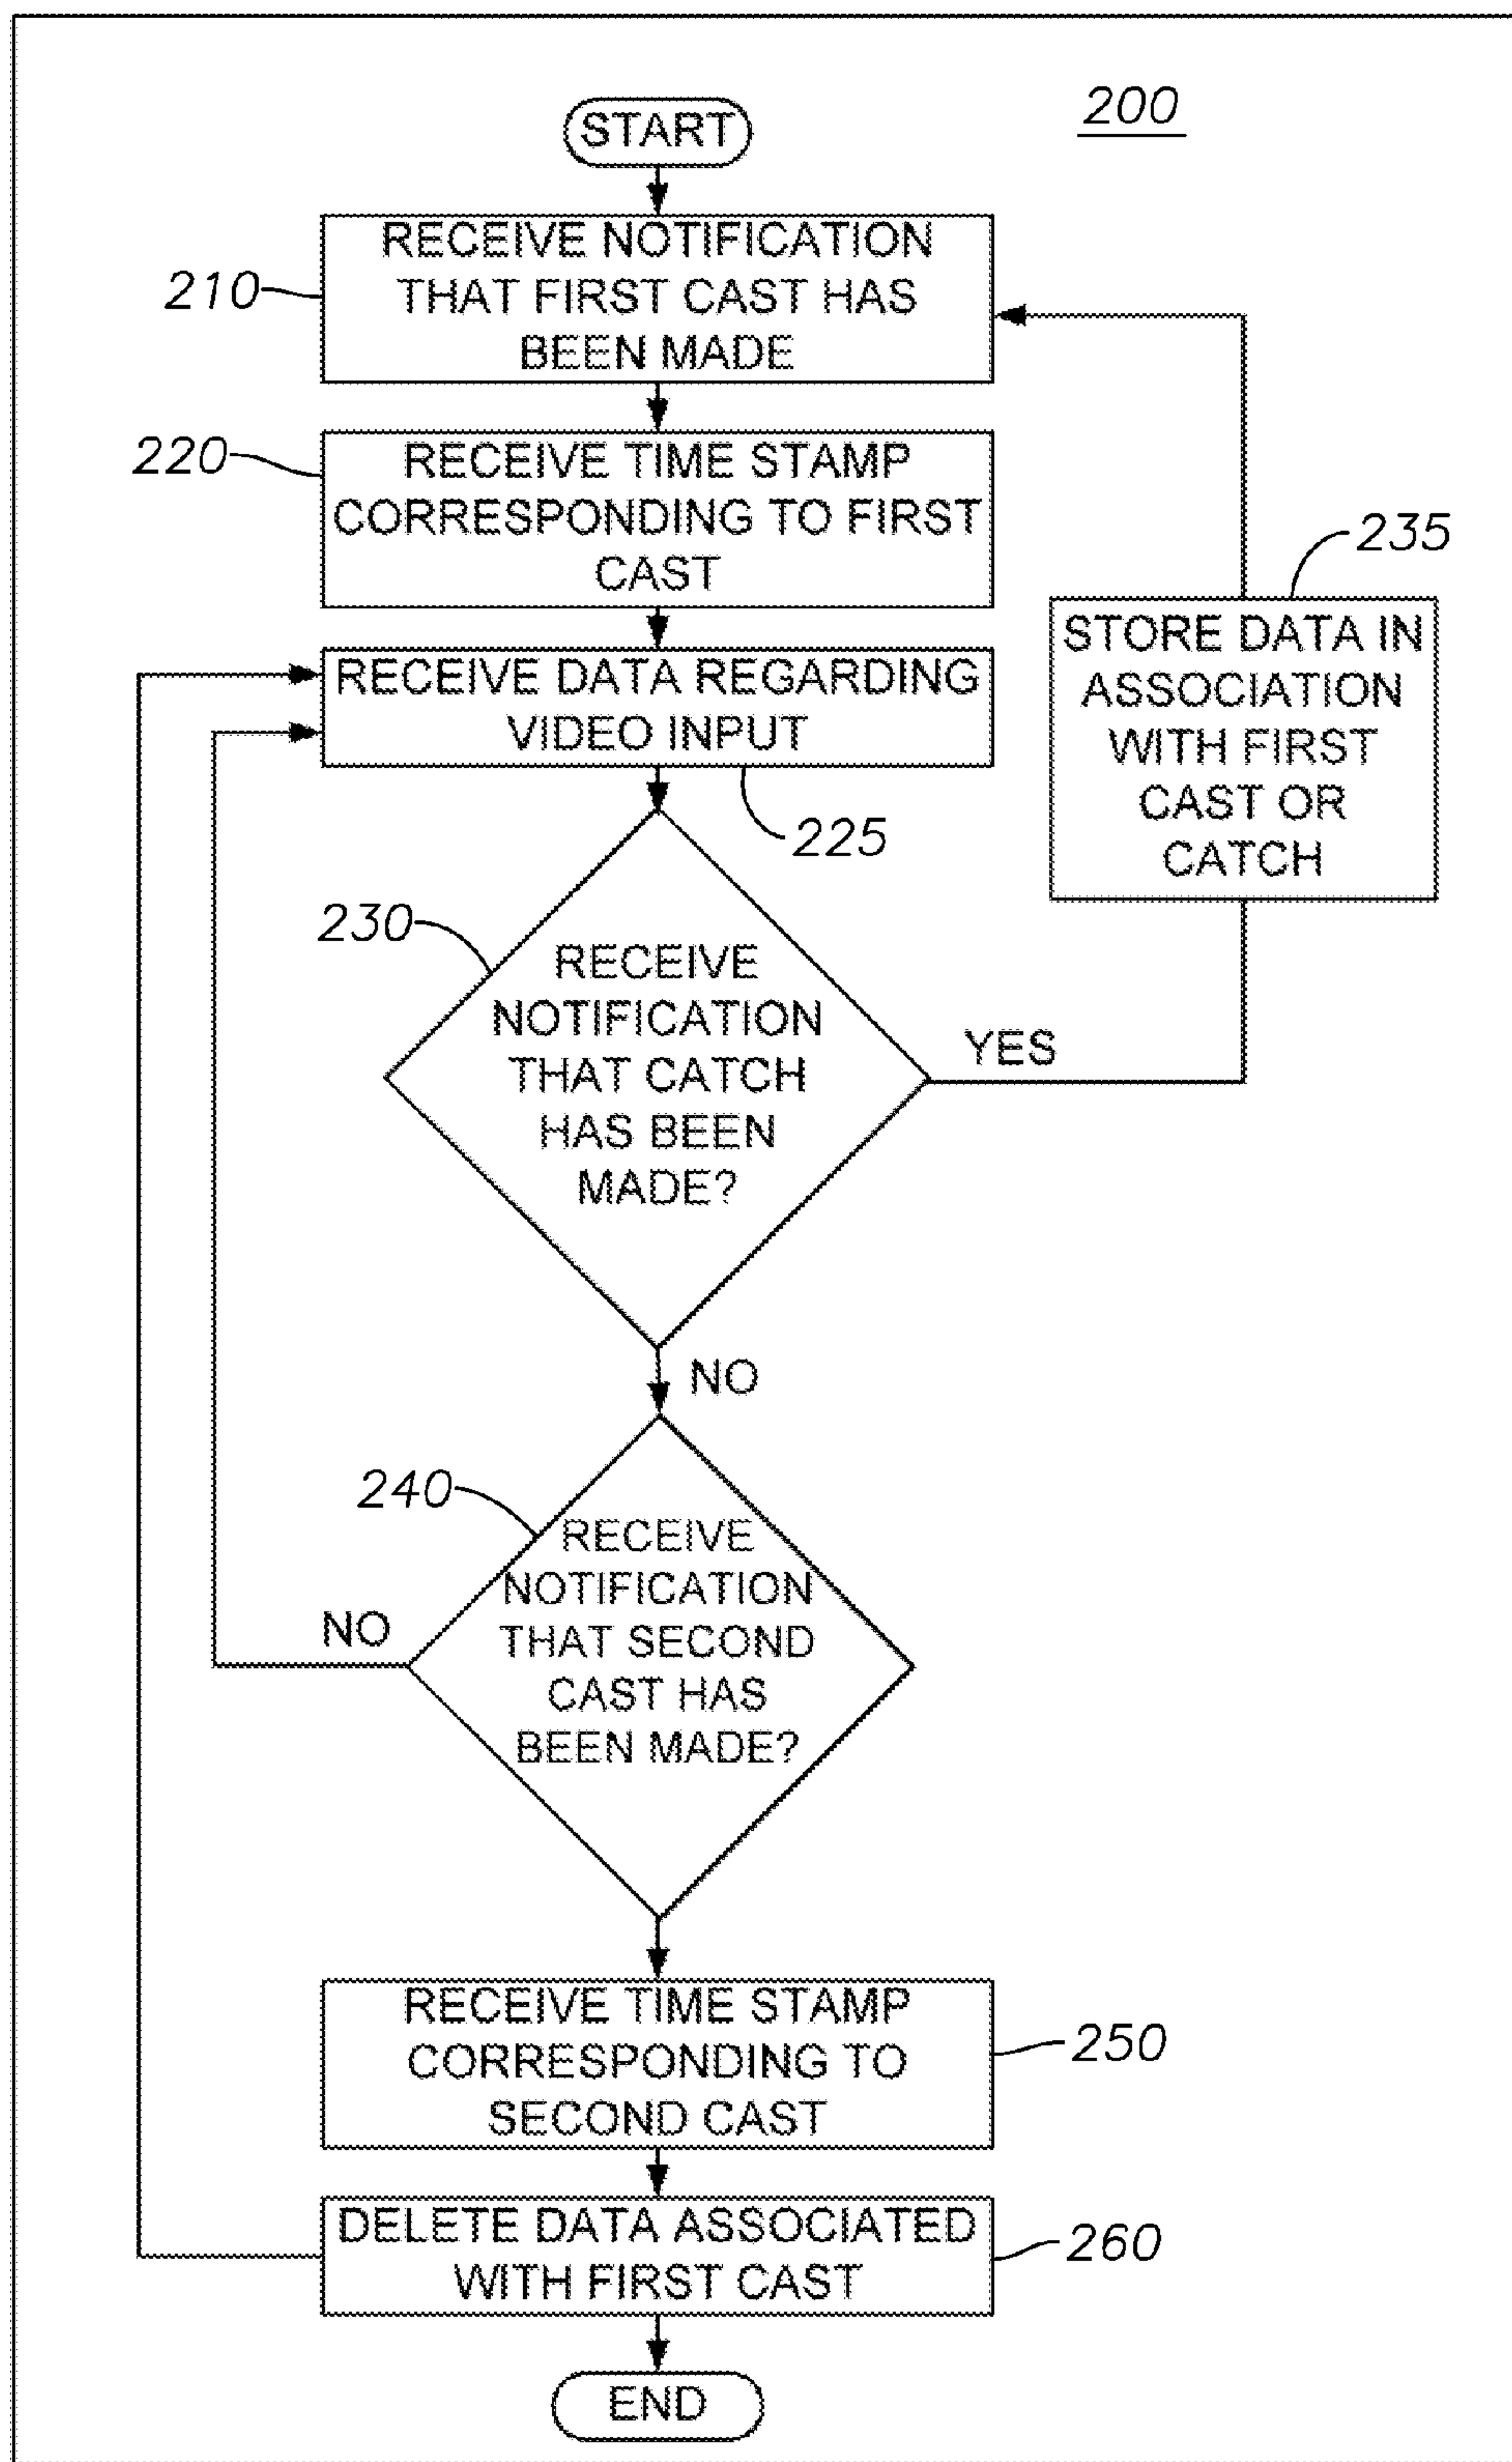 200
START
RECEIVE NOTIFICATION
THAT FIRST CAST HAS
BEEN MADE
210
RECEIVE TIME STAMP
CORRESPONDING TO FIRST
CAST
220
235
STORE DATA IN
ASSOCIATION
WITH FIRST
CAST OR
CATCH
RECEIVE DATA REGARDING
VIDEO INPUT
225
230
RECEIVE
NOTIFICATION
THAT CATCH
HAS BEEN
MADE?
YES
NO
240
RECEIVE
NOTIFICATION
THAT SECOND
CAST HAS
BEEN MADE?
NO
RECEIVE TIME STAMP
CORRESPONDING TO
SECOND CAST
250
DELETE DATA ASSOCIATED
WITH FIRST CAST
260
END